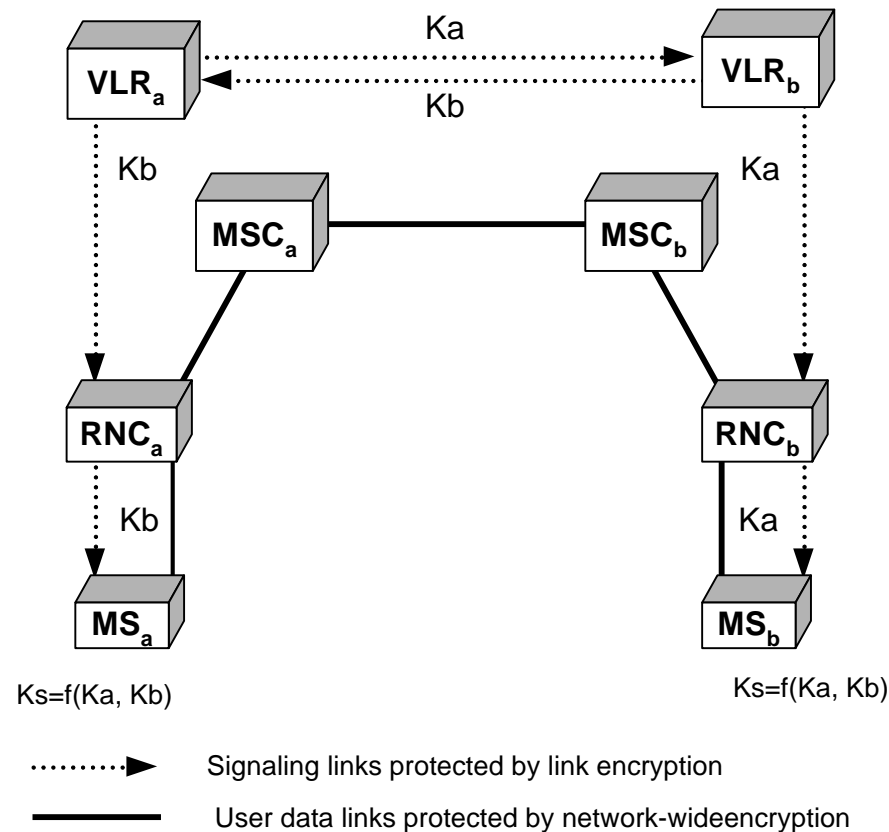 Ka
VLRa
VLRb
Kb
Kb
Ka
MSCa
MSCb
RNCa
RNCb
Kb
Ka
MSa
MSb
Ks=f(Ka, Kb)
Ks=f(Ka, Kb)
Signaling links protected by link encryption
User data links protected by network-wideencryption